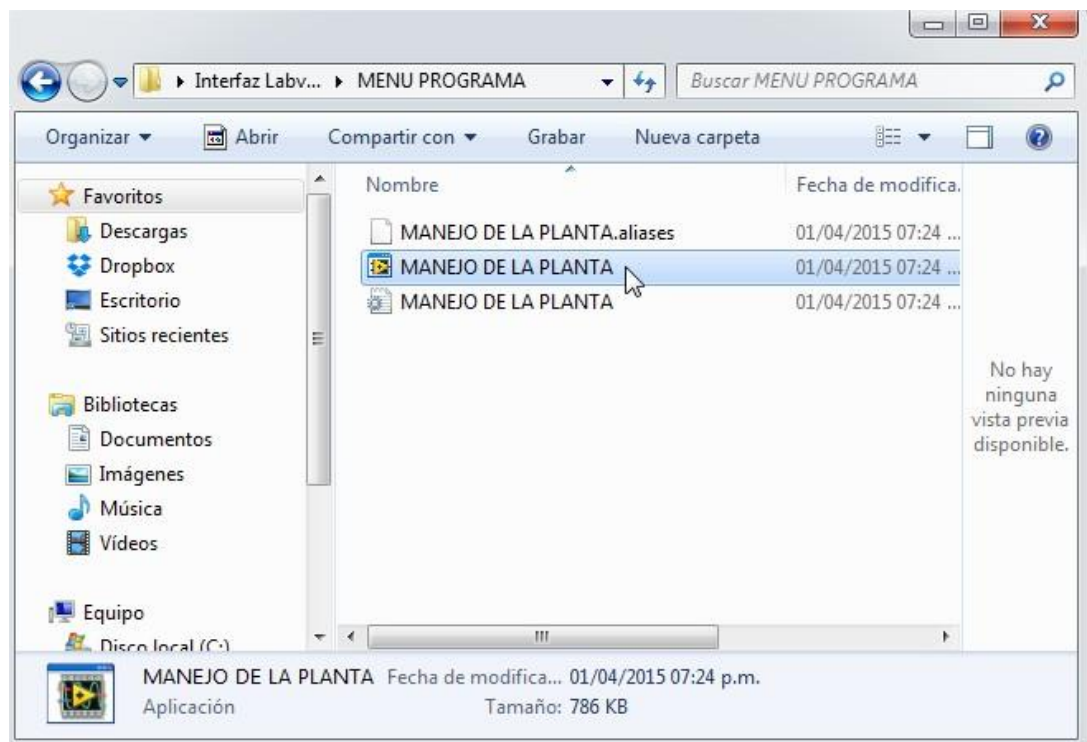 Interfaz Labv... MENU PROGRAMA Buscar MENU PROGRAMA
Organizar Abrir Compartir con Grabar Nueva carpeta
Favoritos
Descargas
Dropbox
Escritorio
Sitios recientes
Bibliotecas
Documentos
Imágenes
Música
Vídeos
Equipo
Disco local (C:)
Nombre Fecha de modifica.
MANEJO DE LA PLANTA.aliases 01/04/2015 07:24 ...
MANEJO DE LA PLANTA 01/04/2015 07:24 ...
MANEJO DE LA PLANTA 01/04/2015 07:24 ...
No hay
ninguna
vista previa
disponible.
MANEJO DE LA PLANTA Fecha de modifica... 01/04/2015 07:24 p.m.
Aplicación Tamaño: 786 KB